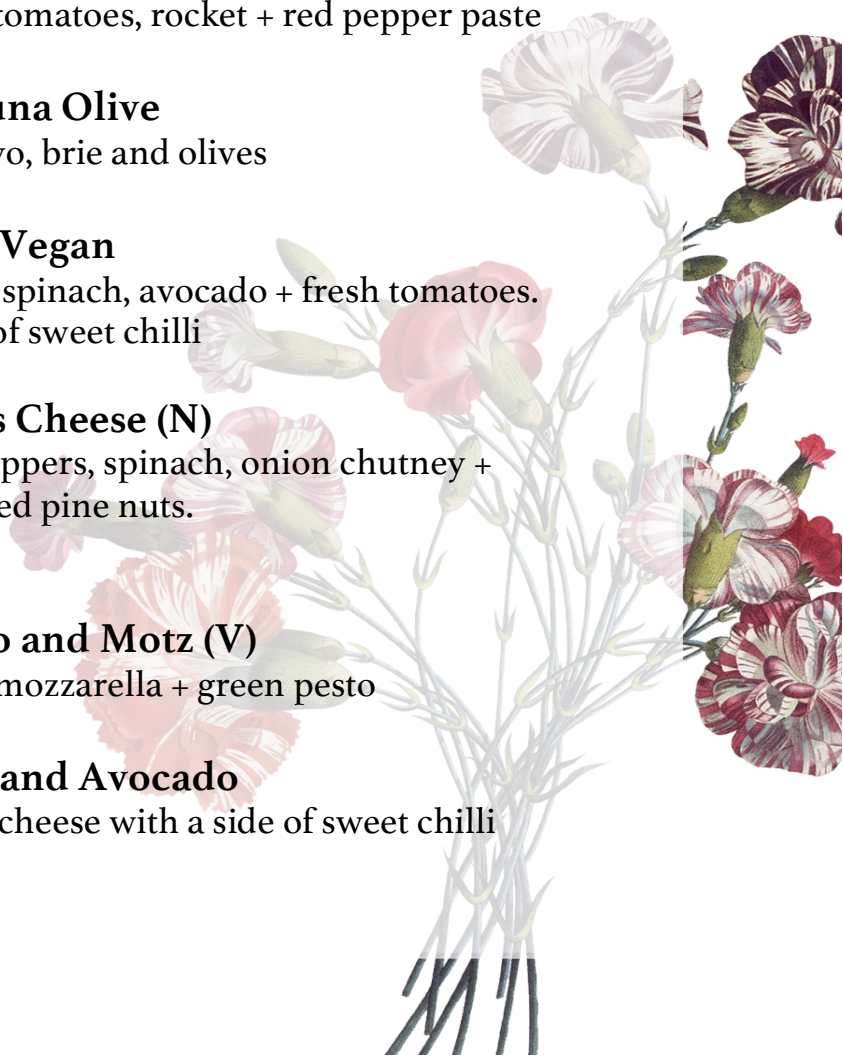 tomatoes, rocket + red pepper paste
una Olive
vo, brie and olives
Vegan
spinach, avocado + fresh tomatoes.
of sweet chilli
s Cheese (N)
ppers, spinach, onion chutney +
ed pine nuts.
o and Motz (V)
mozzarella + green pesto
and Avocado
cheese with a side of sweet chilli